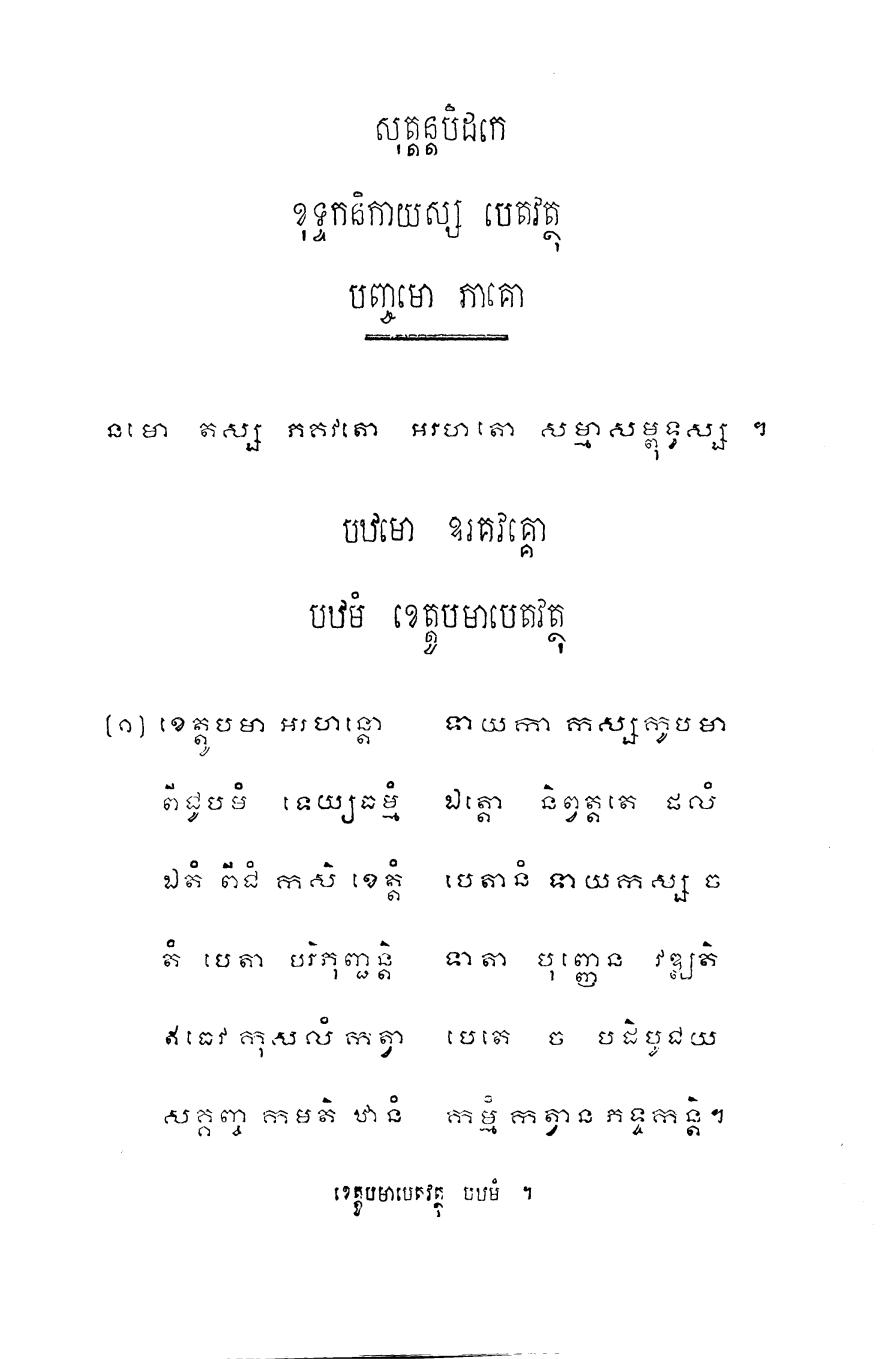 សុត្តន្តបិដកេ
ខុទ្ទកនិកាយស្ស បេតវត្ថុ
បញ្ចមោ ភាគោ
នមោ តស្ស ភគវតោ អរហតោ សម្មាសម្ពុទ្ធស្ស ។
បឋមោ ឧរគវគ្គោ
បឋមំ ខេត្តូបមាបេតវត្ថុ
(១) ខេត្តូបមា អរហន្តោ ទាយកា កស្សកូបមា
ពីជូបមំ ទេយ្យធម្មំ ឯត្តោ និព្វត្តតេ ផលំ
ឯតំ ពីជំ កសិ ខេត្តំ បេតានំ ទាយកស្ស ច
តំ បេតា បរិភុញ្ជន្តិ ទាតា បុញ្ញេន វឌ្ឍតិ
ឥធេវ កុសលំ កត្វា បេតេ ច បដិបូជយ
សគ្គញ្ច កមតិ ឋានំ កម្មំ កត្វាន ភទ្ទកន្តិ។
ខេត្តូបមាបេតវត្ថុ បឋមំ ។